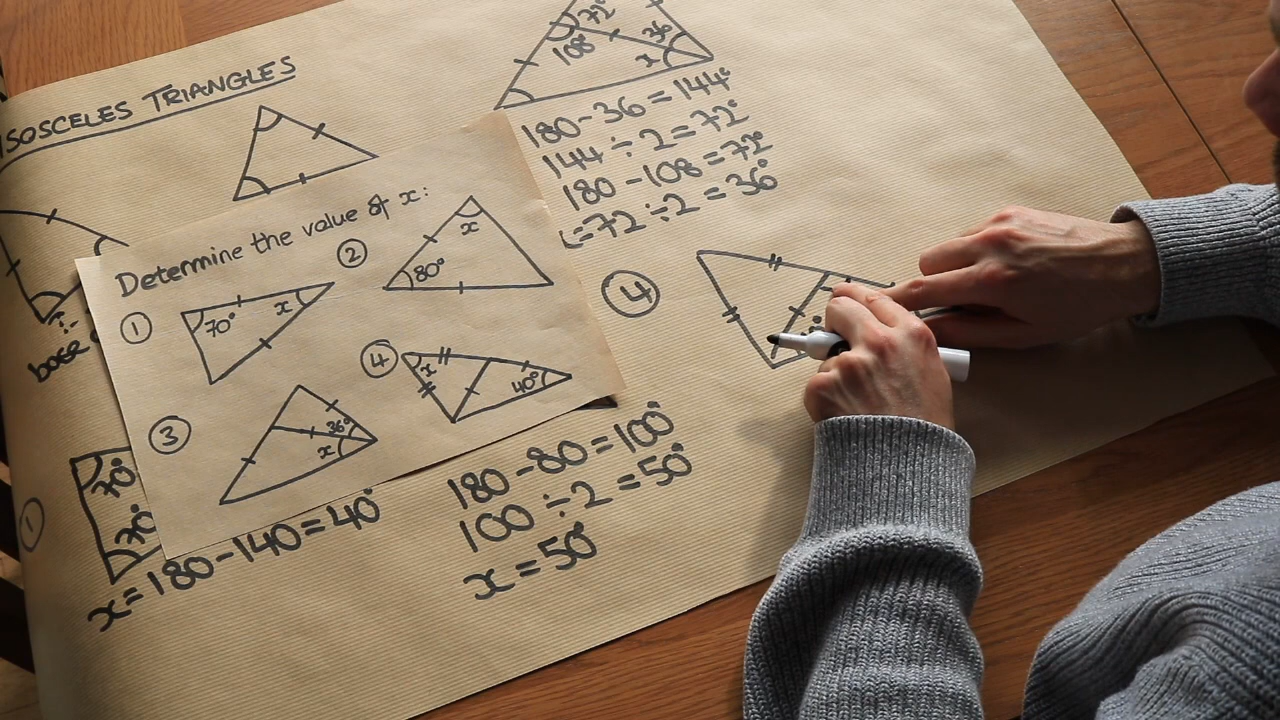 ISOSCELES TRIANGLES
72°
108°
36°
x
180-36=144°
144÷2=72°
180-108=72°
72÷2=36°
Determine the value of x:
①
70°
x
②
80°
x
③
36°
x
④
x
40°
④
base
①
70°
70°
x=180-140=40°
180-80=100°
100÷2=50°
x=50°